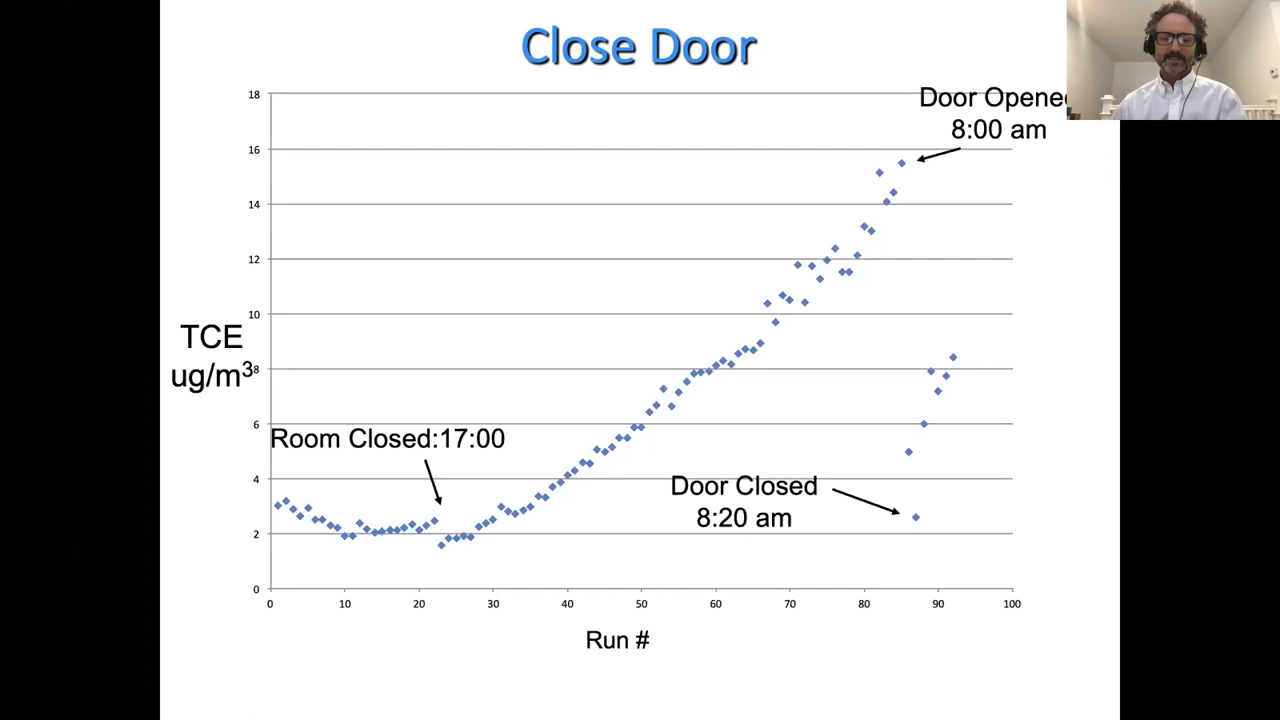 Close Door
Door Opene
8:00 am
18
16
14
12
10
8
6
4
2
0
TCE
ug/m³
Room Closed:17:00
Door Closed
8:20 am
0 10 20 30 40 50 60 70 80 90 100
Run #